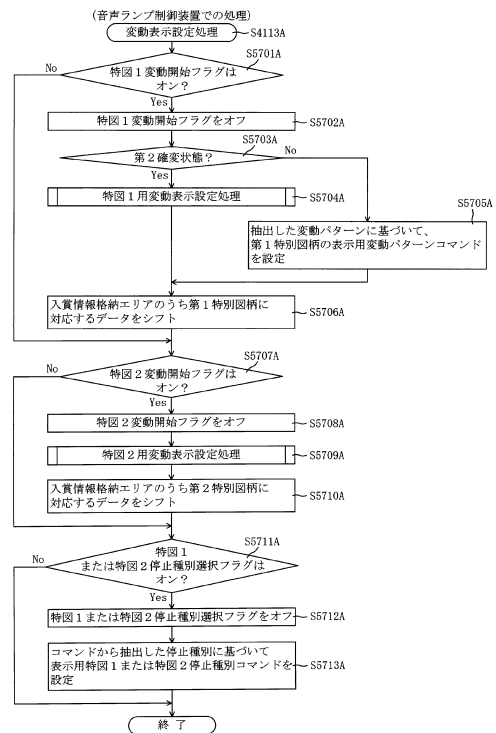 (音声ランプ制御装置での処理)
変動表示設定処理
S4113A
S5701A
No
特図1変動開始フラグは
オン?
Yes
特図1変動開始フラグをオフ
S5702A
S5703A
第2確変状態?
No
Yes
特図1用変動表示設定処理
S5704A
S5705A
抽出した変動パターンに基づいて、
第1特別図柄の表示用変動パターンコマンド
を設定
入賞情報格納エリアのうち第1特別図柄に
対応するデータをシフト
S5706A
S5707A
No
特図2変動開始フラグは
オン?
Yes
特図2変動開始フラグをオフ
S5708A
特図2用変動表示設定処理
S5709A
入賞情報格納エリアのうち第2特別図柄に
対応するデータをシフト
S5710A
S5711A
No
特図1
または特図2停止種別選択フラグは
オン?
Yes
特図1または特図2停止種別選択フラグをオフ
S5712A
コマンドから抽出した停止種別に基づいて
表示用特図1または特図2停止種別コマンドを
設定
S5713A
終了